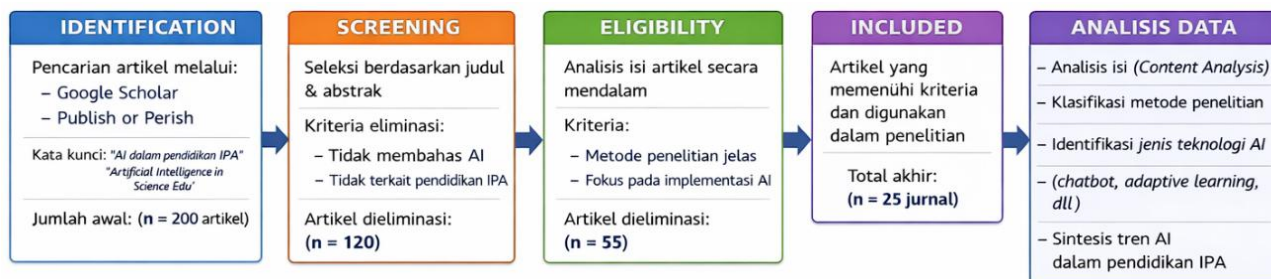 IDENTIFICATION
Pencarian artikel melalui:
– Google Scholar
– Publish or Perish
Kata kunci: "AI dalam pendidikan IPA"
"Artificial Intelligence in
Science Edu'
Jumlah awal: (n = 200 artikel)
SCREENING
Seleksi berdasarkan judul
& abstrak
Kriteria eliminasi:
– Tidak membahas AI
– Tidak terkait pendidikan IPA
Artikel dieliminasi:
(n = 120)
ELIGIBILITY
Analisis isi artikel secara
mendalam
Kriteria:
– Metode penelitian jelas
– Fokus pada implementasi AI
Artikel dieliminasi:
(n = 55)
INCLUDED
Artikel yang
memenuhi kriteria
dan digunakan
dalam penelitian
Total akhir:
(n = 25 jurnal)
ANALISIS DATA
– Analisis isi (Content Analysis)
– Klasifikasi metode penelitian
– Identifikasi jenis teknologi AI
– (chatbot, adaptive learning,
dll)
– Sintesis tren AI
dalam pendidikan IPA